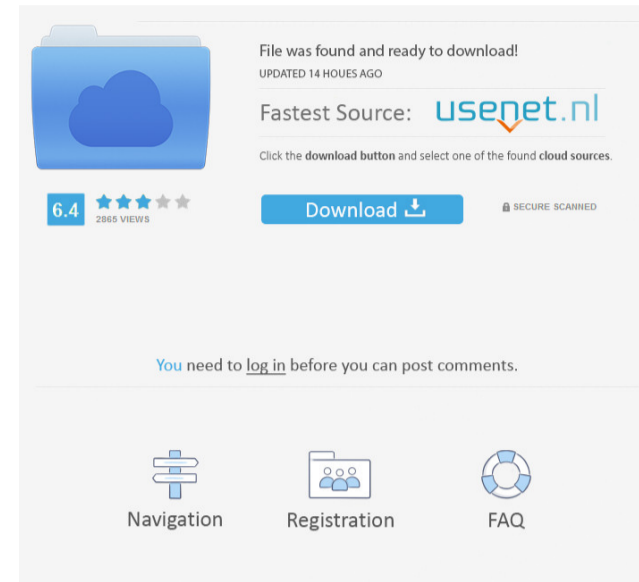 File was found and ready to download!
UPDATED 14 HOUES AGO
Fastest Source: usenet.nl
Click the download button and select one of the found cloud sources.
6.4
2865 VIEWS
Download
SECURE SCANNED
You need to log in before you can post comments.
Navigation
Registration
FAQ